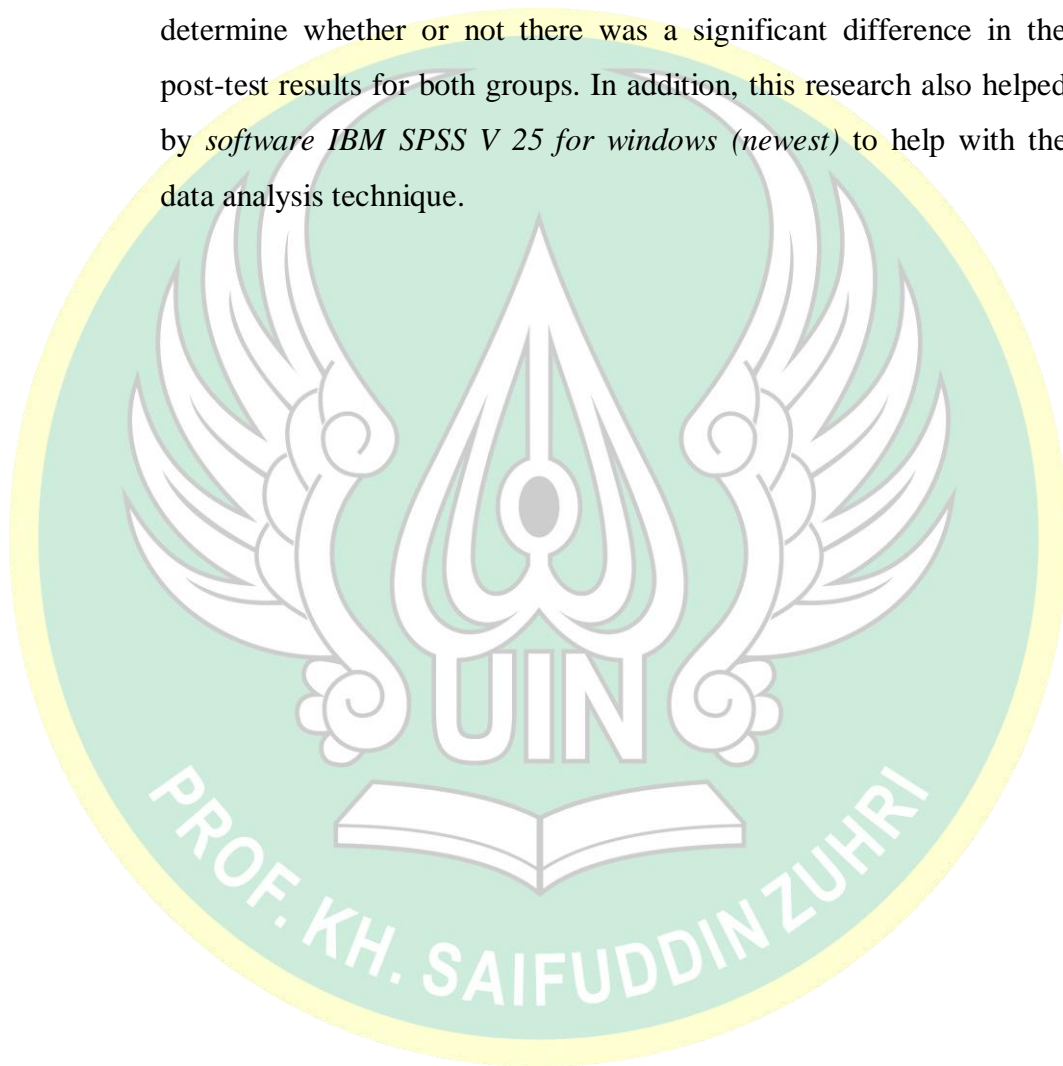 determine whether or not there was a significant difference in the
post-test results for both groups. In addition, this research also helped
by software IBM SPSS V 25 for windows (newest) to help with the
data analysis technique.
UIN
PROF. KH. SAIFUDDIN ZUHRI